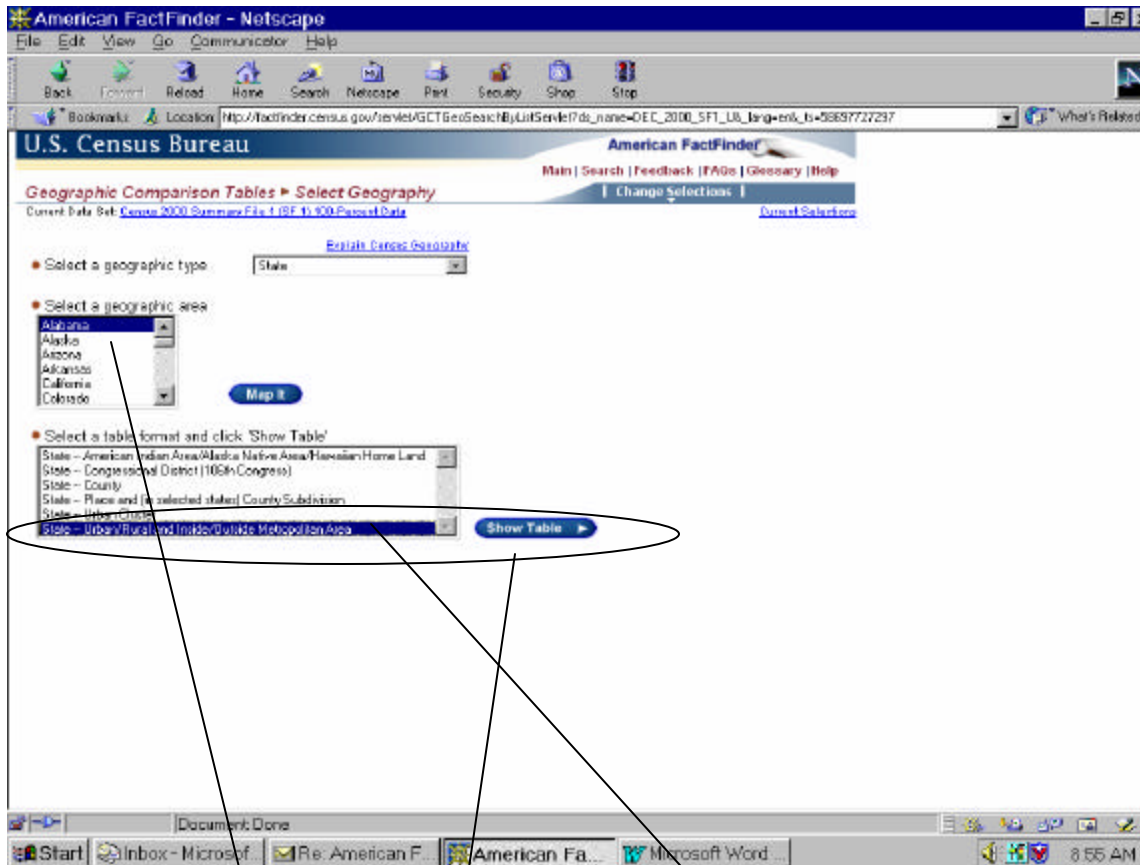 American FactFinder - Netscape
File Edit View Go Communicator Help
Back Forward Reload Home Search Netscape Print Security Shop Stop
Bookmarks Location http://factfinder.census.gov/servlet/GCTGeoSearchByListServlet?ds_name=DEC_2000_SF1_U&_lang=en&_ts=58697727297 What's Related
U.S. Census Bureau
American FactFinder
Main | Search | Feedback | FAQs | Glossary | Help
Geographic Comparison Tables ▸ Select Geography
| Change Selections |
Current Data Set: Census 2000 Summary File 1 (SF 1) 100-Percent Data
Current Selections
Explain Census Geography
Select a geographic type
State
Select a geographic area
Alabama
Alaska
Arizona
Arkansas
California
Colorado
Map It
Select a table format and click 'Show Table'
State -- American Indian Area/Alaska Native Area/Hawaiian Home Land
State -- Congressional District (106th Congress)
State -- County
State -- Place and [in selected states] County Subdivision
State -- Urban Cluster
State -- Urban/Rural and Inside/Outside Metropolitan Area
Show Table
Document: Done
Start Inbox - Microsof... Re: American F... American Fa... Microsoft Word ... 8:55 AM